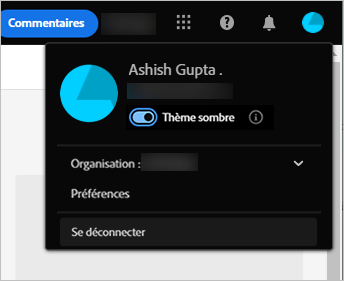 Commentaires
Ashish Gupta .
Thème sombre
Organisation :
Préférences
Se déconnecter